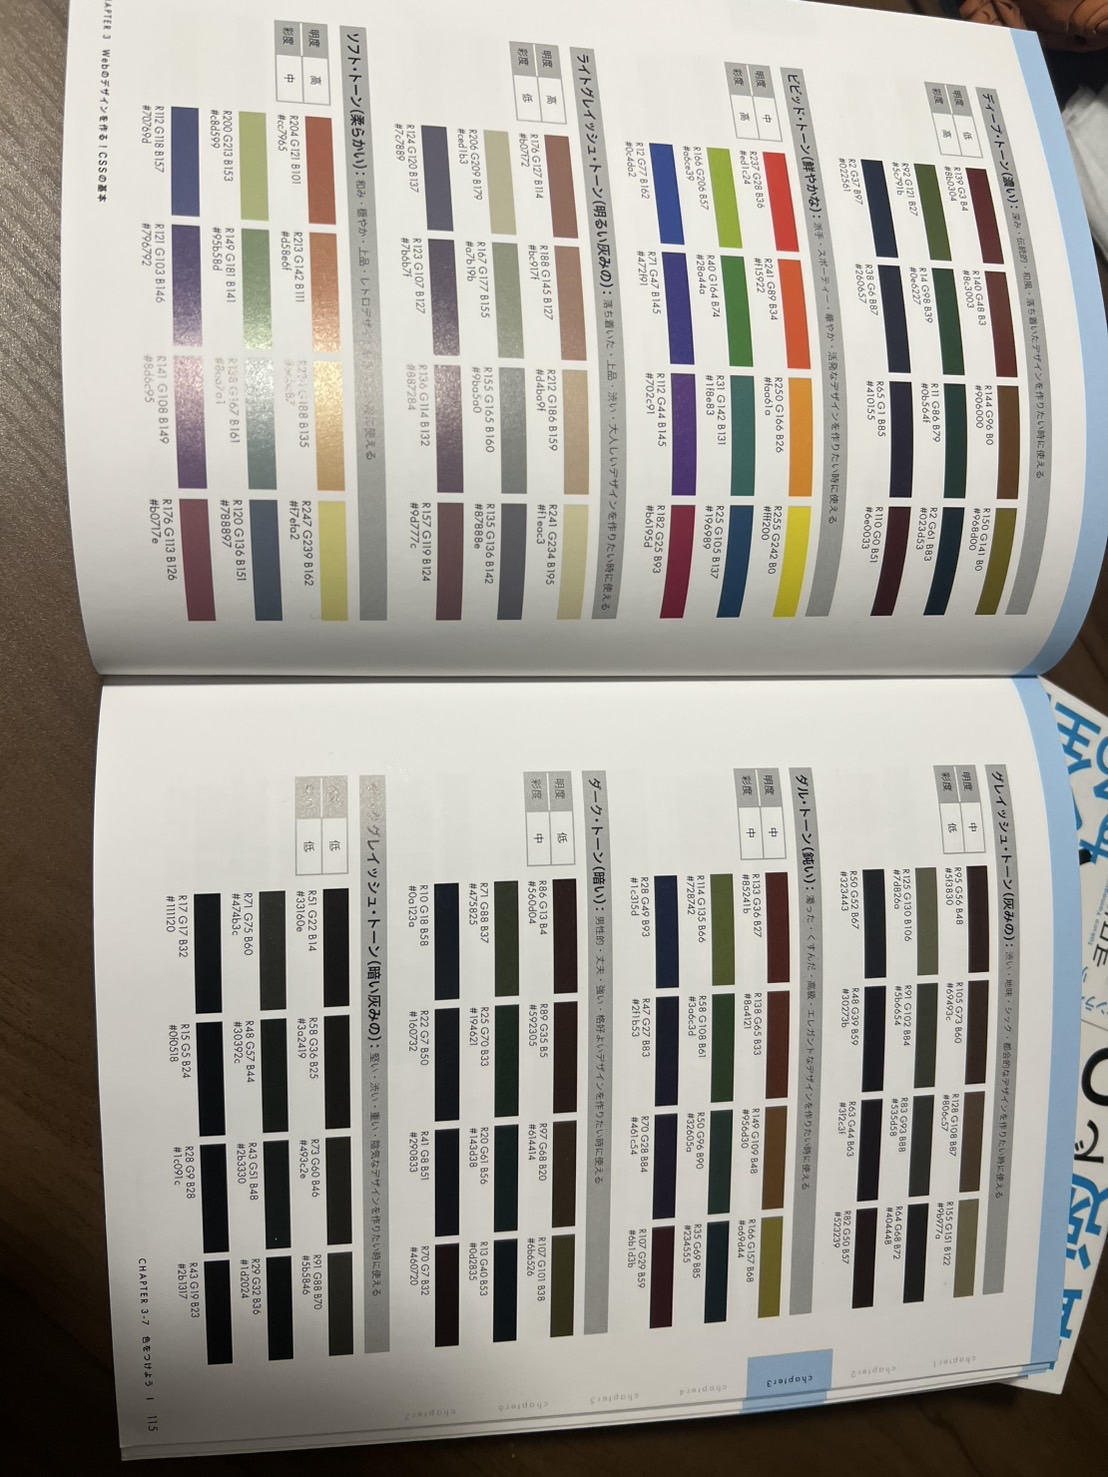 ディープ・トーン(濃い)：深み・伝統的・和風・落ち着いたデザインを作りたい時に使える
明度 低
彩度 高
R139 G3 B4 R140 G48 B3 R144 G96 B0 R150 G141 B0
#8b0304 #8c3003 #906000 #968d00
R92 G121 B27 R14 G98 B39 R11 G86 B79 R2 G61 B83
#5c791b #0e6227 #0b564f #023d53
R2 G37 B97 R38 G6 B87 R65 G1 B85 R110 G0 B51
#022561 #260657 #410155 #6e0033
ビビッド・トーン(鮮やかな)：派手・スポーティー・華やか・活発なデザインを作りたい時に使える
明度 中
彩度 高
R237 G28 B36 R241 G89 B34 R250 G166 B26 R255 G242 B0
#ed1c24 #f15922 #faa61a #fff200
R166 G206 B57 R40 G164 B74 R31 G142 B131 R25 G105 B137
#a6ce39 #28a44a #1f8e83 #196989
R12 G77 B162 R71 G47 B145 R112 G44 B145 R182 G25 B93
#0c4da2 #472f91 #702c91 #b6195d
ライトグレイッシュ・トーン(明るい灰みの)：落ち着いた・上品・渋い・大人しいデザインを作りたい時に使える
明度 高
彩度 低
R176 G127 B114 R188 G145 B127 R212 G186 B159 R241 G234 B195
#b07f72 #bc917f #d4ba9f #f1eac3
R206 G209 B179 R167 G177 B155 R155 G165 B160 R135 G136 B142
#ced1b3 #a7b19b #9ba5a0 #87888e
R124 G120 B137 R123 G107 B127 R136 G114 B132 R157 G119 B124
#7c7889 #7b6b7f #887284 #9d777c
ソフト・トーン(柔らかい)：和み・穏やか・上品・レトロデザ 時に使える
明度 高
彩度 中
R204 G121 B101 R213 G142 B111 G188 B135 R247 G239 B162
#cc7965 #d58e6f #f7efa2
R200 G213 B153 R149 G181 B141 G167 B161 R120 G136 B151
#c8d599 #95b58d #788897
R112 G118 B157 R121 G103 B146 R141 G108 B149 R176 G113 B126
#70769d #796792 #8d6c95 #b0717e
CHAPTER 3 Webのデザインを作る！CSSの基本
グレイッシュ・トーン(灰みの)：渋い・地味・シック・都会的なデザインを作りたい時に使える
明度 中
彩度 低
R95 G56 B48 R105 G73 B60 R128 G108 B87 R155 G151 B122
#5f3830 #69493c #806c57 #9b977a
R125 G130 B106 R91 G102 B84 R83 G93 B88 R64 G68 B72
#7d826a #5b6654 #535d58 #404448
R50 G52 B67 R48 G39 B59 R63 G44 B63 R82 G50 B57
#323443 #30273b #3f2c3f #523239
ダル・トーン(鈍い)：濁った・くすんだ・高級・エレガントなデザインを作りたい時に使える
明度 中
彩度 中
R133 G36 B27 R138 G65 B33 R149 G109 B48 R166 G157 B68
#85241b #8a4121 #956d30 #a69d44
R114 G135 B66 R58 G108 B61 R50 G96 B90 R35 G69 B85
#728742 #3a6c3d #32605a #234555
R28 G49 B93 R47 G27 B83 R70 G28 B84 R107 G29 B59
#1c315d #2f1b53 #461c54 #6b1d3b
ダーク・トーン(暗い)：男性的・丈夫・強い・格好よいデザインを作りたい時に使える
明度 低
彩度 中
R86 G13 B4 R89 G35 B5 R97 G68 B20 R107 G101 B38
#560d04 #592305 #614414 #6b6526
R71 G88 B37 R25 G70 B33 R20 G61 B56 R13 G40 B53
#475825 #194621 #143d38 #0d2835
R10 G18 B58 R22 G7 B50 R41 G8 B51 R70 G7 B32
#0a123a #160732 #290833 #460720
グレイッシュ・トーン(暗い灰みの)：堅い・渋い・重い・陰気なデザインを作りたい時に使える
低
低
R51 G22 B14 R58 G36 B25 R73 G60 B46 R91 G88 B70
#33160e #3a2419 #493c2e #5b5846
R71 G75 B60 R48 G57 B44 R43 G51 B48 R29 G32 B36
#474b3c #30392c #2b3330 #1d2024
R17 G17 B32 R15 G5 B24 R28 G9 B28 R43 G19 B23
#111120 #0f0518 #1c091c #2b1317
chapter1
chapter2
chapter3
chapter4
chapter5
chapter6
chapter7
CHAPTER 3-7 色をつけよう | 115